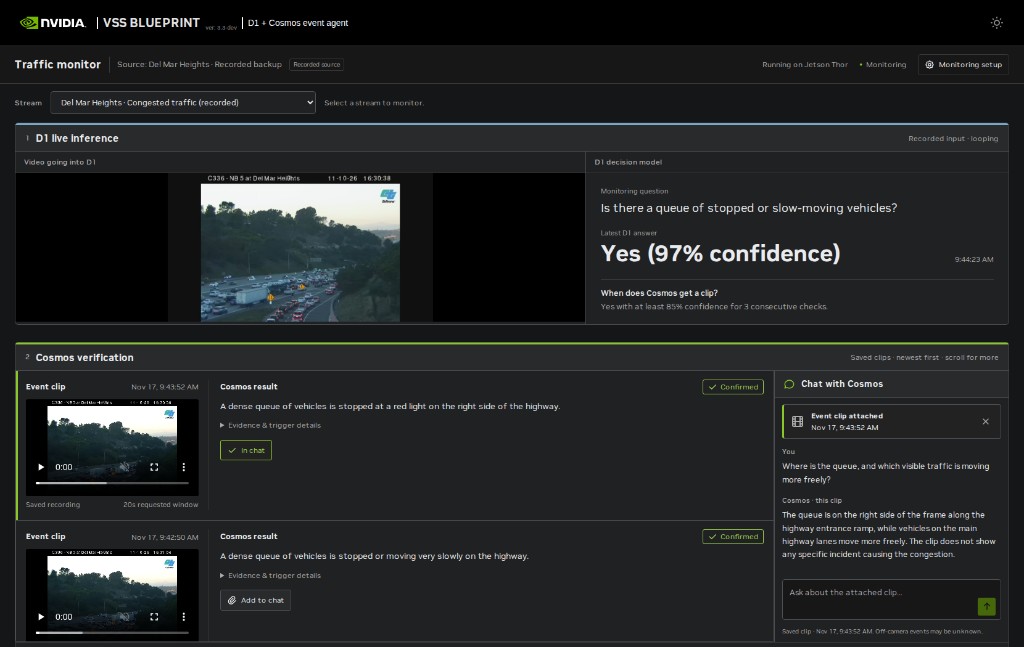 NVIDIA. VSS BLUEPRINT ver. 3.3 dev D1 + Cosmos event agent
Traffic monitor Source: Del Mar Heights · Recorded backup Recorded source Running on Jetson Thor Monitoring Monitoring setup
Stream Del Mar Heights · Congested traffic (recorded) Select a stream to monitor.
1 D1 live inference Recorded input · looping
Video going into D1 D1 decision model
C336 - NB 5 at Del Mar Heights 11-10-26 16:30:38
Monitoring question
Is there a queue of stopped or slow-moving vehicles?
Latest D1 answer
Yes (97% confidence) 9:44:23 AM
When does Cosmos get a clip?
Yes with at least 85% confidence for 3 consecutive checks.
2 Cosmos verification Saved clips · newest first · scroll for more
Event clip Nov 17, 9:43:52 AM
0:00
Saved recording 20s requested window
Cosmos result Confirmed
A dense queue of vehicles is stopped at a red light on the right side of the highway.
Evidence & trigger details
In chat
Event clip Nov 17, 9:42:50 AM
0:00
Cosmos result Confirmed
A dense queue of vehicles is stopped or moving very slowly on the highway.
Evidence & trigger details
Add to chat
Chat with Cosmos
Event clip attached
Nov 17, 9:43:52 AM
You
Where is the queue, and which visible traffic is moving
more freely?
Cosmos · this clip
The queue is on the right side of the frame along the
highway entrance ramp, while vehicles on the main
highway lanes move more freely. The clip does not show
any specific incident causing the congestion.
Ask about the attached clip...
Saved clip · Nov 17, 9:43:52 AM. Off-camera events may be unknown.